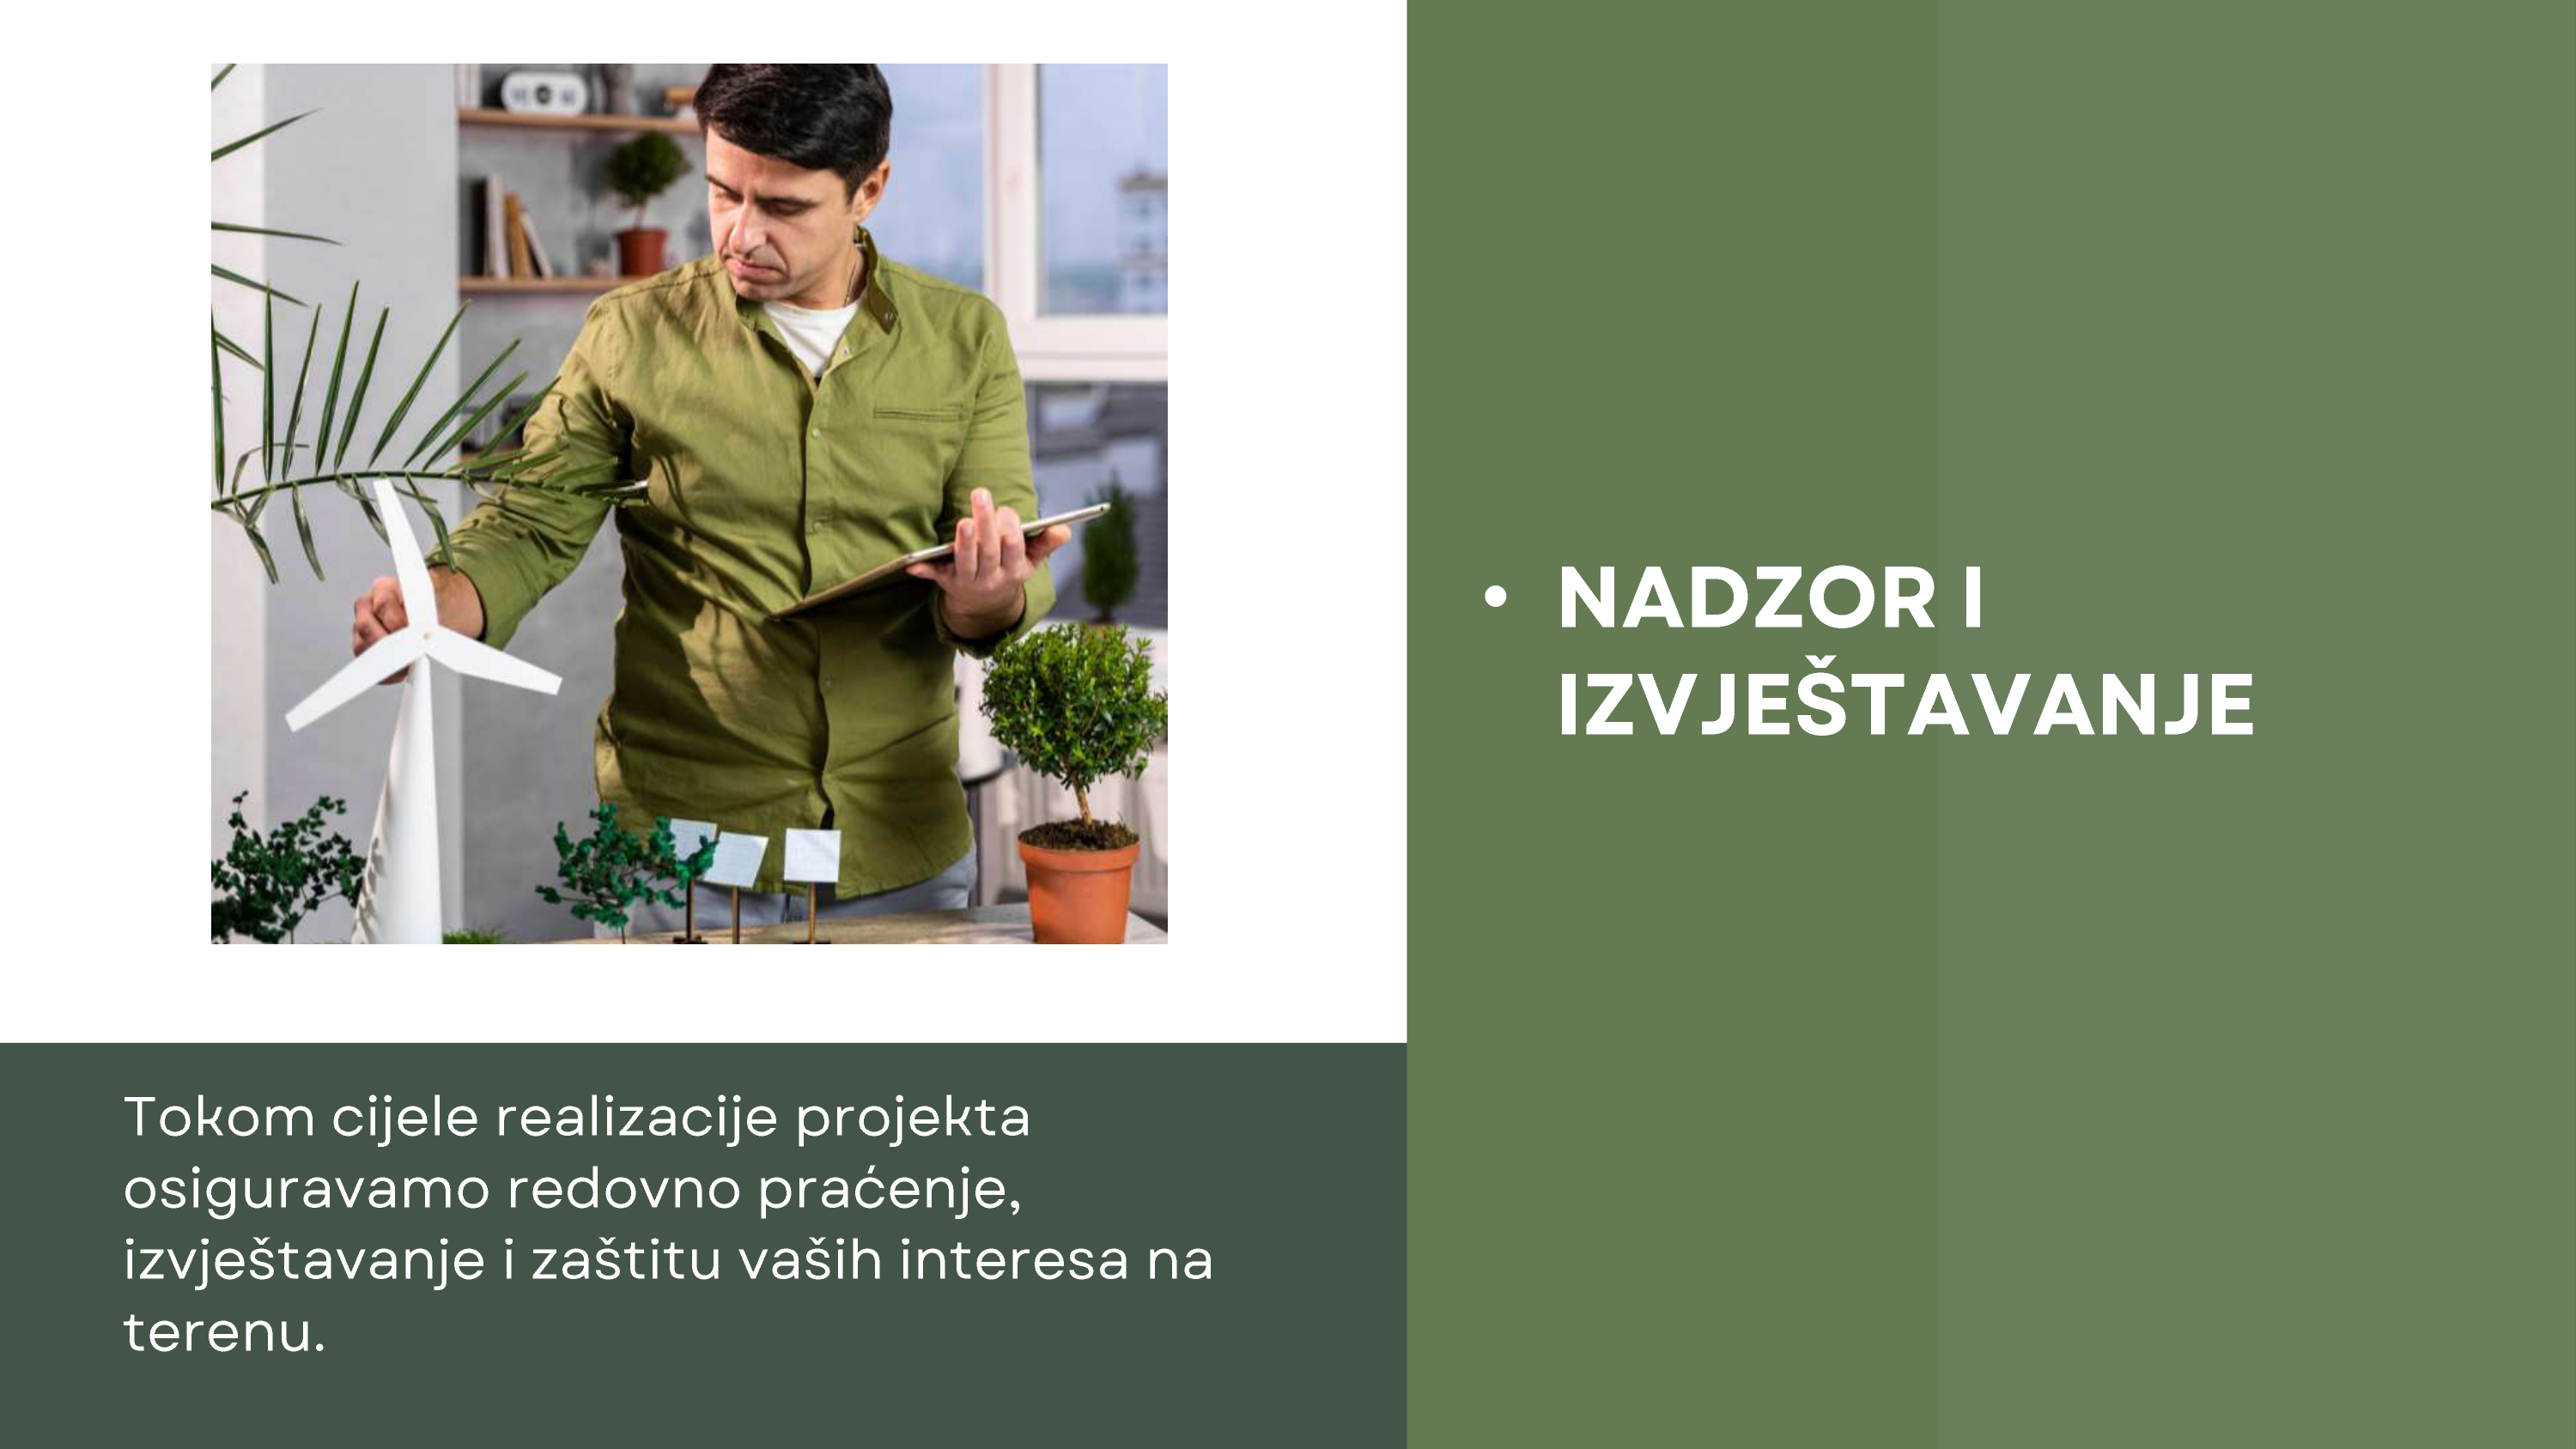 • NADZOR I
IZVJEŠTAVANJE
Tokom cijele realizacije projekta
osiguravamo redovno praćenje,
izvještavanje i zaštitu vaših interesa na
terenu.